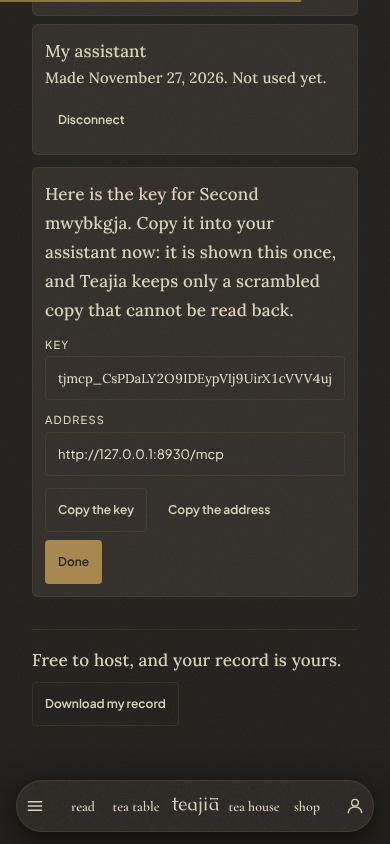 My assistant
Made November 27, 2026. Not used yet.
Disconnect
Here is the key for Second
mwybkgja. Copy it into your
assistant now: it is shown this once,
and Teajia keeps only a scrambled
copy that cannot be read back.
KEY
tjmcp_CsPDaLY2O9IDEypVIj9UirX1cVVV4uj
ADDRESS
http://127.0.0.1:8930/mcp
Copy the key
Copy the address
Done
Free to host, and your record is yours.
Download my record
read
tea table
teajiā
tea house
shop